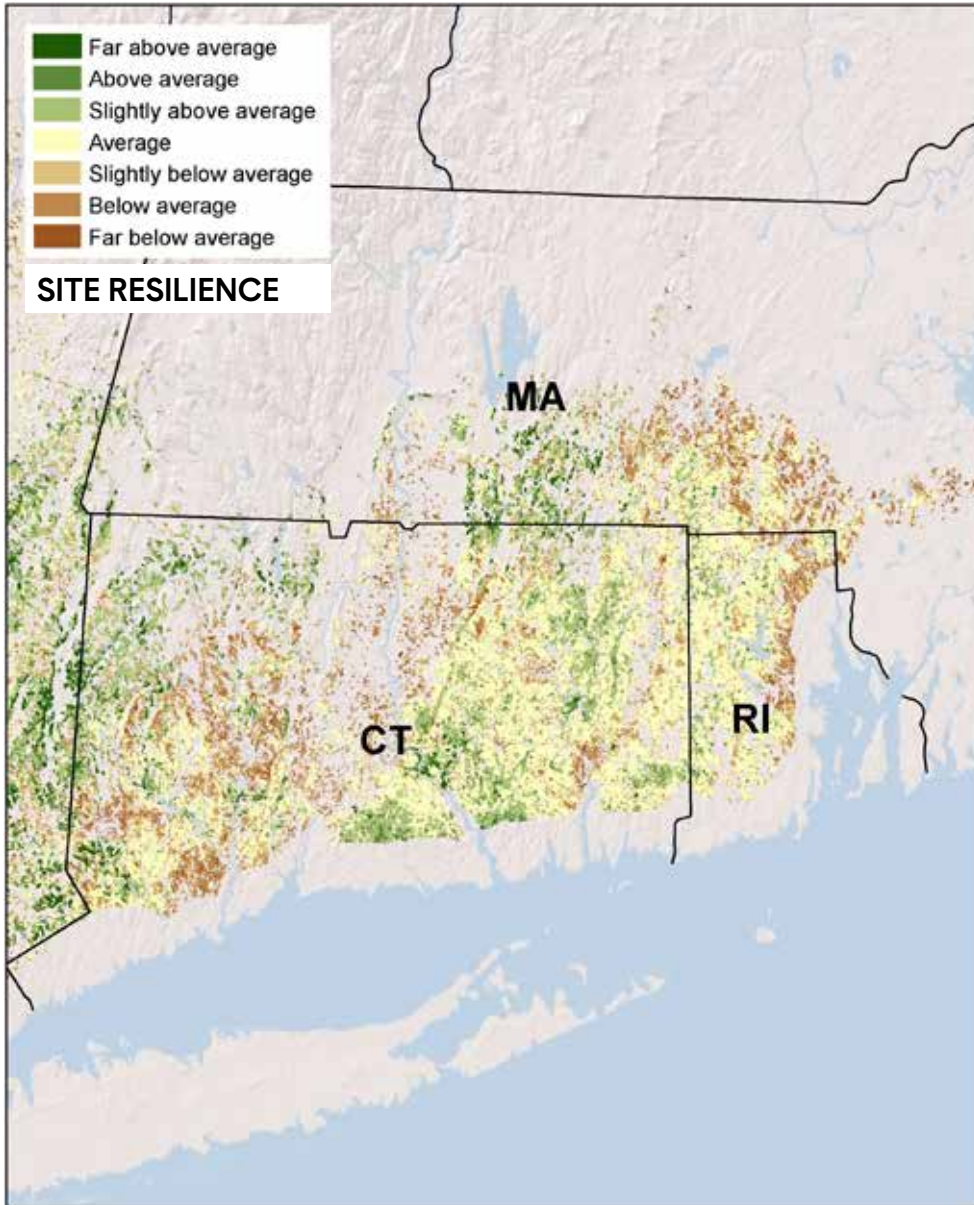 Far above average
Above average
Slightly above average
Average
Slightly below average
Below average
Far below average
SITE RESILIENCE
MA
CT
RI